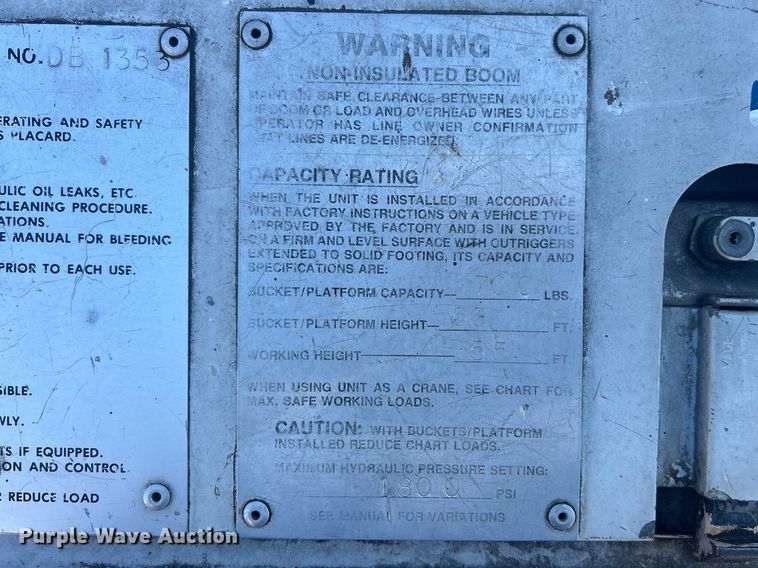 NO. DB 1353
ERATING AND SAFETY
S PLACARD.
ULIC OIL LEAKS, ETC.
CLEANING PROCEDURE.
ATIONS.
E MANUAL FOR BLEEDING
PRIOR TO EACH USE.
SIBLE.
WLY.
TS IF EQUIPPED.
ION AND CONTROL
R REDUCE LOAD
WARNING
NON-INSULATED BOOM
MAINTAIN SAFE CLEARANCE BETWEEN ANY PART
OF BOOM OR LOAD AND OVERHEAD WIRES UNLESS
OPERATOR HAS LINE OWNER CONFIRMATION
THAT LINES ARE DE-ENERGIZED.
CAPACITY RATING
WHEN THE UNIT IS INSTALLED IN ACCORDANCE
WITH FACTORY INSTRUCTIONS ON A VEHICLE TYPE
APPROVED BY THE FACTORY AND IS IN SERVICE
ON A FIRM AND LEVEL SURFACE WITH OUTRIGGERS
EXTENDED TO SOLID FOOTING, ITS CAPACITY AND
SPECIFICATIONS ARE:
BUCKET/PLATFORM CAPACITY LBS.
BUCKET/PLATFORM HEIGHT FT.
WORKING HEIGHT FT.
WHEN USING UNIT AS A CRANE, SEE CHART FOR
MAX. SAFE WORKING LOADS.
CAUTION: WITH BUCKETS/PLATFORM
INSTALLED REDUCE CHART LOADS.
MAXIMUM HYDRAULIC PRESSURE SETTING:
1800 PSI
SEE MANUAL FOR VARIATIONS
Purple Wave Auction